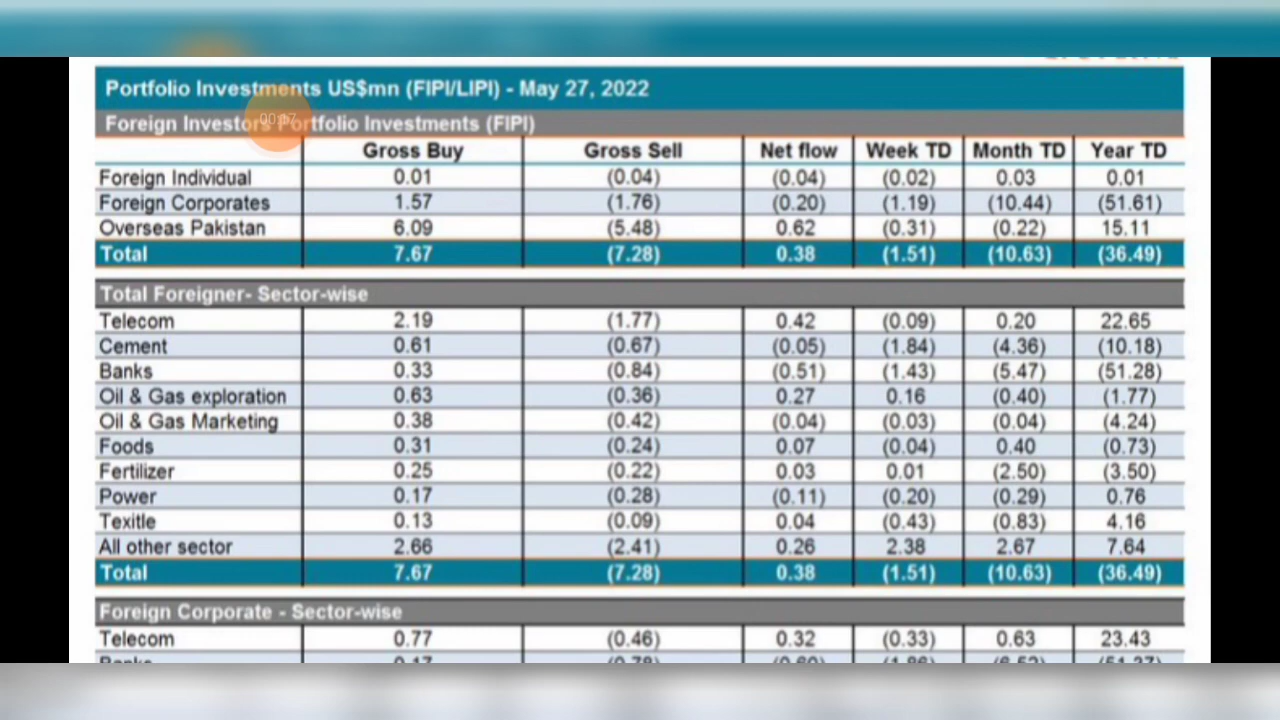 Portfolio Investments US$mn (FIPI/LIPI) - May 27, 2022
Foreign Investors Portfolio Investments (FIPI)
00:17
Gross Buy Gross Sell Net flow Week TD Month TD Year TD
Foreign Individual 0.01 (0.04) (0.04) (0.02) 0.03 0.01
Foreign Corporates 1.57 (1.76) (0.20) (1.19) (10.44) (51.61)
Overseas Pakistan 6.09 (5.48) 0.62 (0.31) (0.22) 15.11
Total 7.67 (7.28) 0.38 (1.51) (10.63) (36.49)
Total Foreigner- Sector-wise
Telecom 2.19 (1.77) 0.42 (0.09) 0.20 22.65
Cement 0.61 (0.67) (0.05) (1.84) (4.36) (10.18)
Banks 0.33 (0.84) (0.51) (1.43) (5.47) (51.28)
Oil & Gas exploration 0.63 (0.36) 0.27 0.16 (0.40) (1.77)
Oil & Gas Marketing 0.38 (0.42) (0.04) (0.03) (0.04) (4.24)
Foods 0.31 (0.24) 0.07 (0.04) 0.40 (0.73)
Fertilizer 0.25 (0.22) 0.03 0.01 (2.50) (3.50)
Power 0.17 (0.28) (0.11) (0.20) (0.29) 0.76
Texitle 0.13 (0.09) 0.04 (0.43) (0.83) 4.16
All other sector 2.66 (2.41) 0.26 2.38 2.67 7.64
Total 7.67 (7.28) 0.38 (1.51) (10.63) (36.49)
Foreign Corporate - Sector-wise
Telecom 0.77 (0.46) 0.32 (0.33) 0.63 23.43